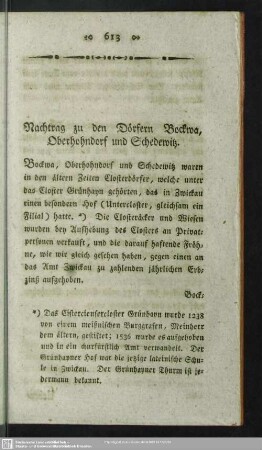 613
Nachtrag zu den Dörfern Bockwa,
Oberhohndorf und Schedewitz.
Bockwa, Oberhohndorf und Schedewitz waren
in den ältern Zeiten Closterdörfer, welche unter
das Closter Grünhayn gehörten, das in Zwickau
einen besondern Hof (Untercloster, gleichsam ein
Filial) hatte. *) Die Closteräcker und Wiesen
wurden bey Aufhebung des Closters an Privat-
personen verkauft, und die darauf haftende Fröh-
ne, wie wir gleich gesehen haben, gegen einen an
das Amt Zwickau zu zahlenden jährlichen Erb-
zinß aufgehoben.
Bock-
*) Das Cistercienserclo­ster Grünhayn wurde 1238
von einem meißnischen Burggrafen, Meinherr
dem ältern, gestiftet; 1536 wurde es aufgehoben
und in ein churfürstlich Amt verwandelt. Der
Grünhayner Hof war die jetzige lateinische Schu-
le in Zwickau. Der Grünhayner Thurm ist je-
dermann bekannt.